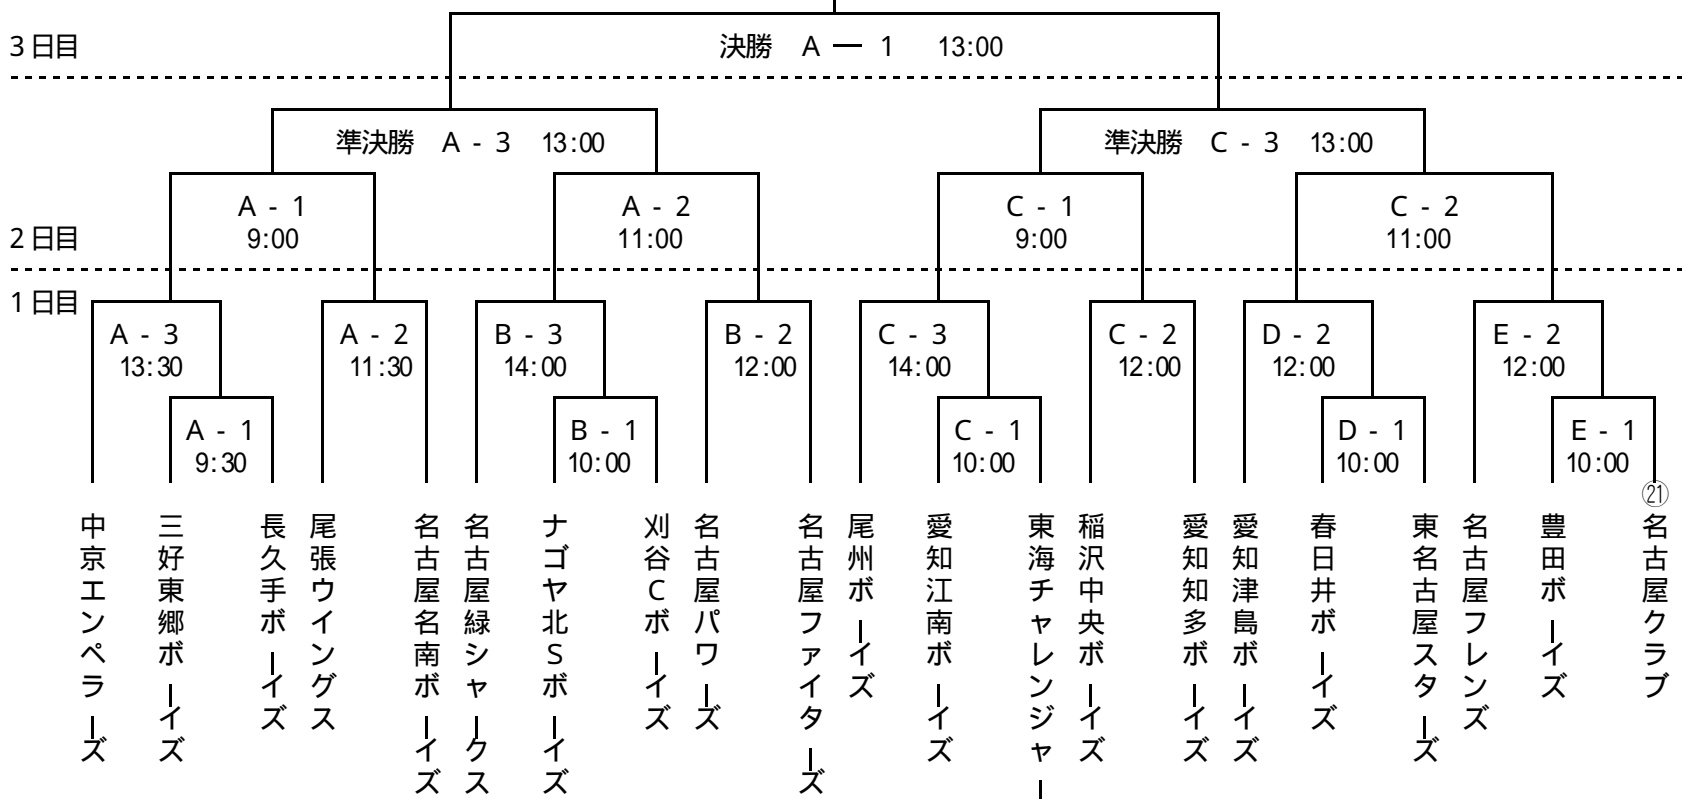 3日目
決勝 A ー 1 13:00
準決勝 A - 3 13:00
準決勝 C - 3 13:00
A - 1
9:00
A - 2
11:00
C - 1
9:00
C - 2
11:00
2日目
1日目
A - 3
13:30
A - 2
11:30
B - 3
14:00
B - 2
12:00
C - 3
14:00
C - 2
12:00
D - 2
12:00
E - 2
12:00
A - 1
9:30
B - 1
10:00
C - 1
10:00
D - 1
10:00
E - 1
10:00
中京エンペラーズ
三好東郷ボーイズ
長久手ボーイズ
尾張ウイングス
名古屋名南ボーイズ
名古屋緑シャークス
ナゴヤ北Sボーイズ
刈谷Cボーイズ
名古屋パワーズ
名古屋ファイターズ
尾州ボーイズ
愛知江南ボーイズ
東海チャレンジャー
稲沢中央ボーイズ
愛知知多ボーイズ
愛知津島ボーイズ
春日井ボーイズ
東名古屋スターズ
名古屋フレンズ
豊田ボーイズ
㉑名古屋クラブ